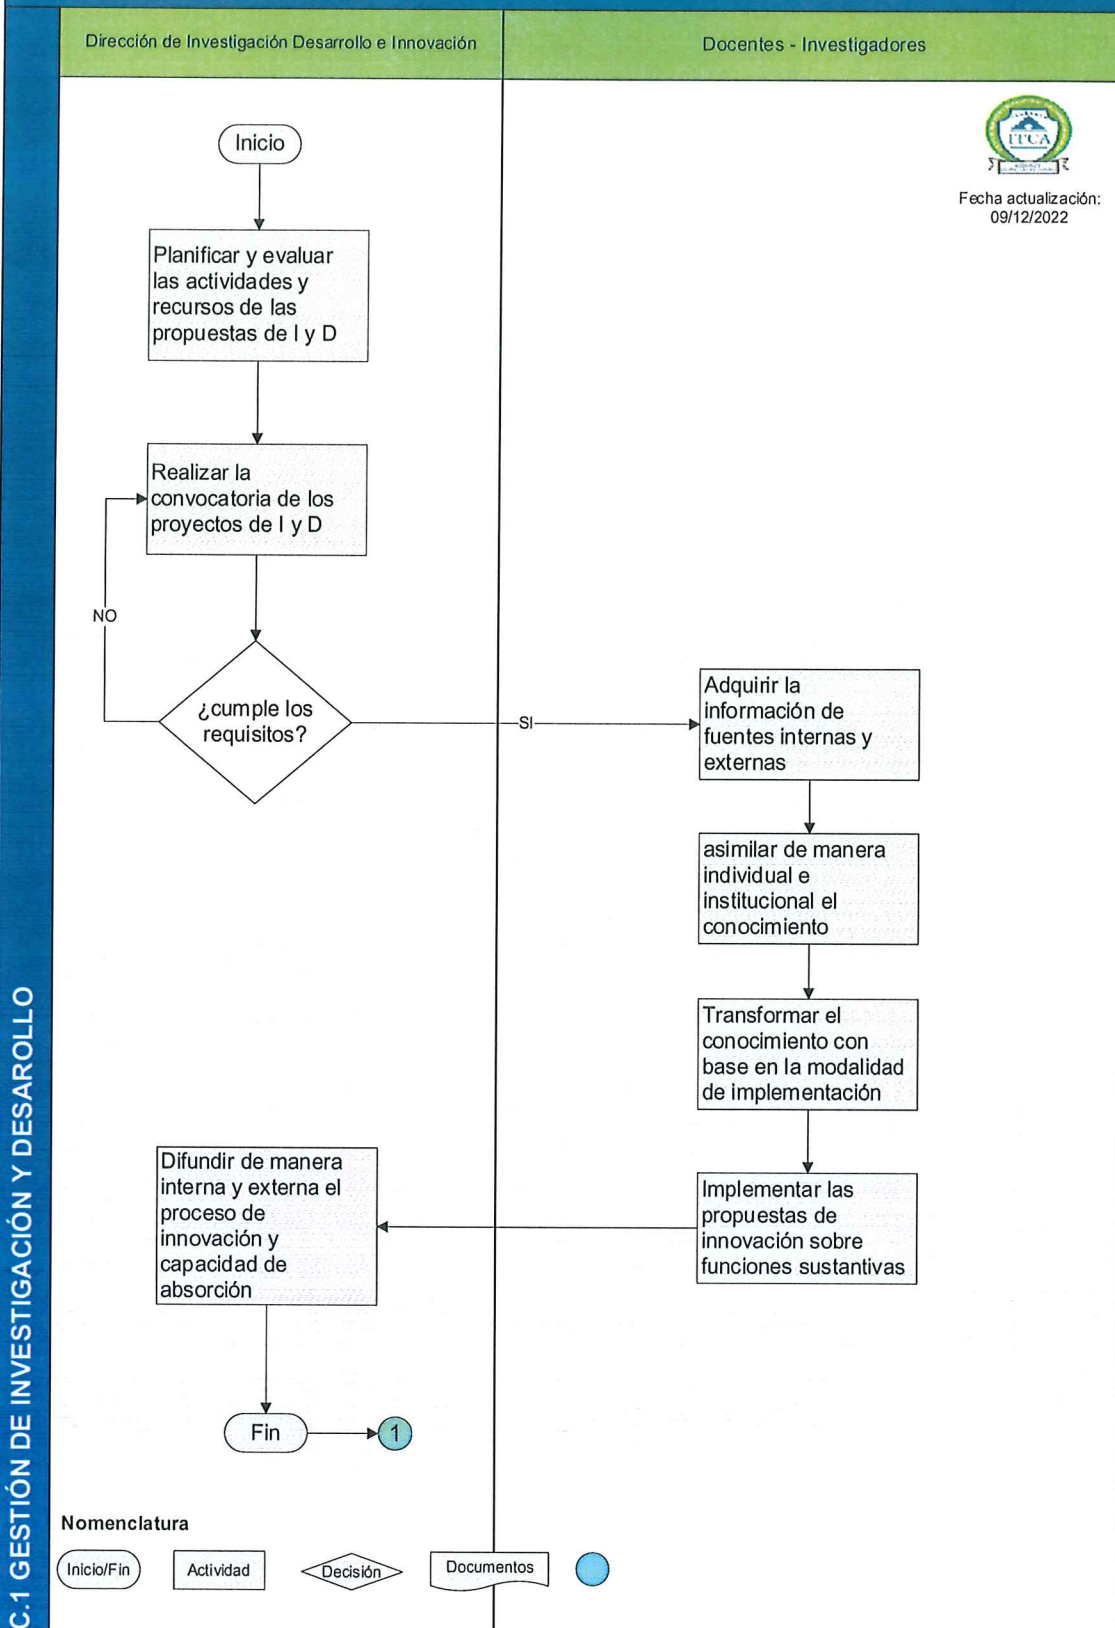 Dirección de Investigación Desarrollo e Innovación
Docentes - Investigadores
ITCA
Fecha actualización:
09/12/2022
Inicio
Planificar y evaluar
las actividades y
recursos de las
propuestas de I y D
Realizar la
convocatoria de los
proyectos de I y D
NO
¿cumple los
requisitos?
SI
Adquirir la
información de
fuentes internas y
externas
asimilar de manera
individual e
institucional el
conocimiento
Transformar el
conocimiento con
base en la modalidad
de implementación
Implementar las
propuestas de
innovación sobre
funciones sustantivas
Difundir de manera
interna y externa el
proceso de
innovación y
capacidad de
absorción
Fin
1
C.1 GESTIÓN DE INVESTIGACIÓN Y DESAROLLO
Nomenclatura
Inicio/Fin
Actividad
Decisión
Documentos